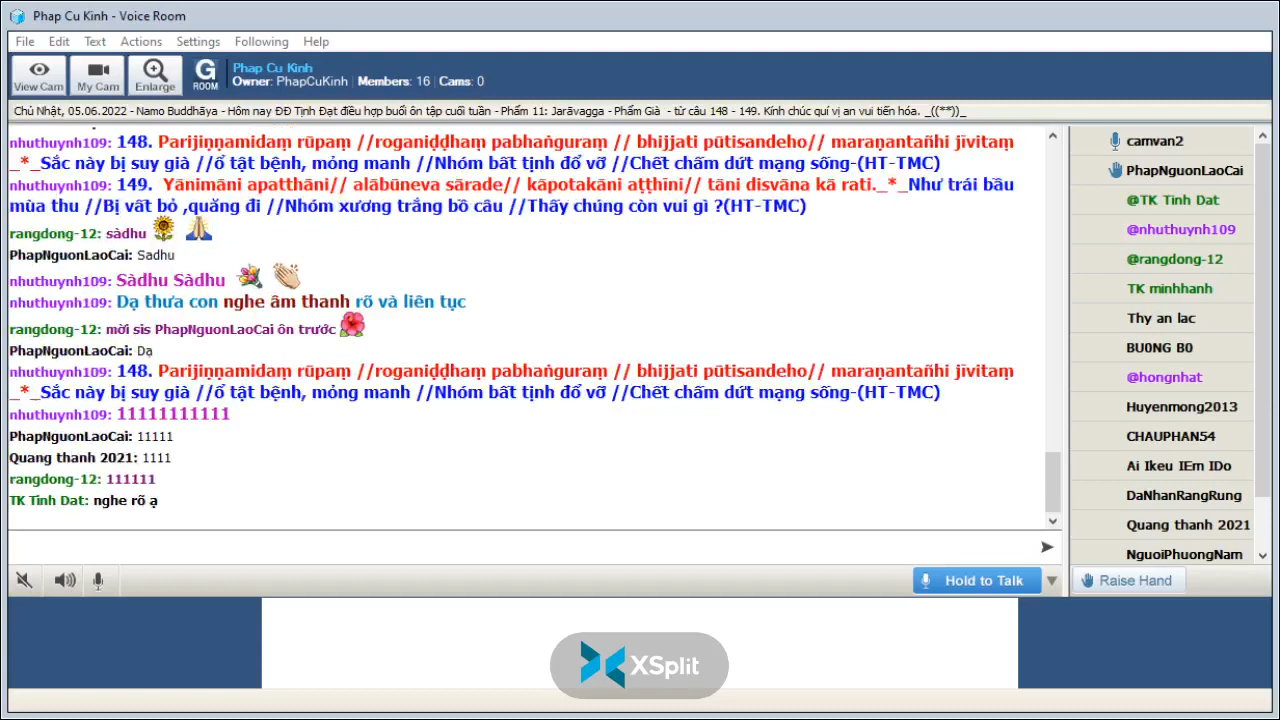 Phap Cu Kinh - Voice Room
File Edit Text Actions Settings Following Help
View Cam My Cam Enlarge G ROOM
Phap Cu Kinh
Owner: PhapCuKinh Members: 16 Cams: 0
Chủ Nhật, 05.06.2022 - Namo Buddhāya - Hôm nay ĐĐ Tịnh Đạt điều hợp buổi ôn tập cuối tuần - Phẩm 11: Jarāvagga - Phẩm Già - từ câu 148 - 149. Kính chúc quí vị an vui tiến hóa. _((**))_
nhuthuynh109: 148. Parijiṇṇamidaṃ rūpaṃ //roganiḍḍhaṃ pabhaṅguraṃ // bhijjati pūtisandeho// maraṇantañhi jīvitaṃ
_*_Sắc này bị suy già //ổ tật bệnh, mỏng manh //Nhóm bất tịnh đổ vỡ //Chết chấm dứt mạng sống-(HT-TMC)
nhuthuynh109: 149. Yānimāni apatthāni// alābūneva sārade// kāpotakāni aṭṭhīni// tāni disvāna kā rati._*_Như trái bầu
mùa thu //Bị vất bỏ ,quăng đi //Nhóm xương trắng bồ câu //Thấy chúng còn vui gì ?(HT-TMC)
rangdong-12: sàdhu
PhapNguonLaoCai: Sadhu
nhuthuynh109: Sàdhu Sàdhu
nhuthuynh109: Dạ thưa con nghe âm thanh rõ và liên tục
rangdong-12: mời sis PhapNguonLaoCai ôn trước
PhapNguonLaoCai: Dạ
nhuthuynh109: 148. Parijiṇṇamidaṃ rūpaṃ //roganiḍḍhaṃ pabhaṅguraṃ // bhijjati pūtisandeho// maraṇantañhi jīvitaṃ
_*_Sắc này bị suy già //ổ tật bệnh, mỏng manh //Nhóm bất tịnh đổ vỡ //Chết chấm dứt mạng sống-(HT-TMC)
nhuthuynh109: 11111111111
PhapNguonLaoCai: 11111
Quang thanh 2021: 1111
rangdong-12: 111111
TK Tinh Dat: nghe rõ ạ
camvan2
PhapNguonLaoCai
@TK Tinh Dat
@nhuthuynh109
@rangdong-12
TK minhhanh
Thy an lac
BU0NG B0
@hongnhat
Huyenmong2013
CHAUPHAN54
Ai Ikeu IEm IDo
DaNhanRangRung
Quang thanh 2021
NguoiPhuongNam
Hold to Talk
Raise Hand
XSplit